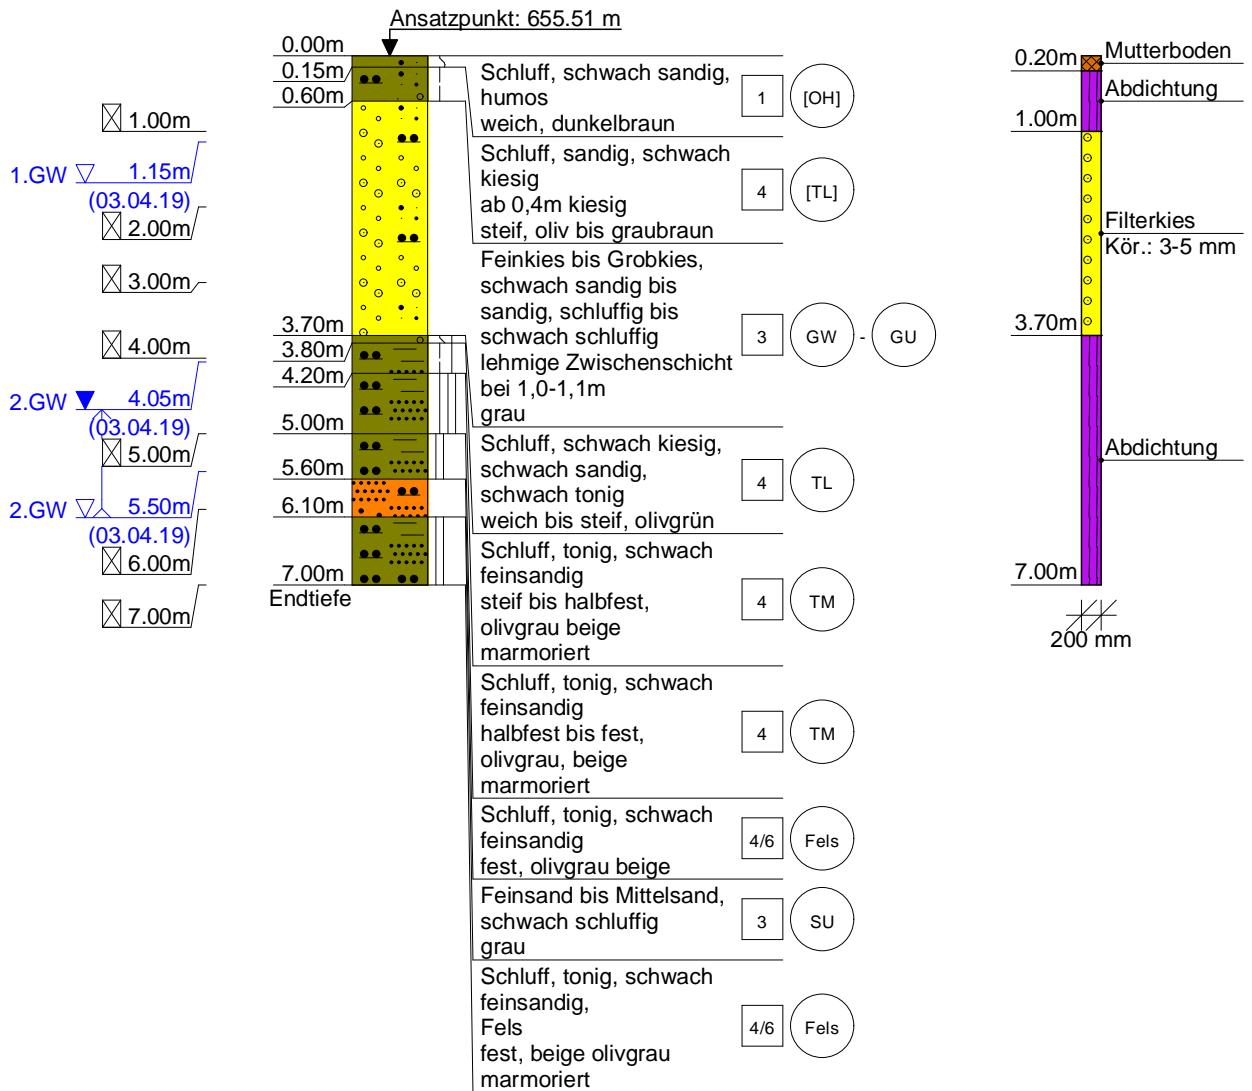 Ansatzpunkt: 655.51 m
1.00m
1.GW 1.15m
(03.04.19)
2.00m
3.00m
4.00m
2.GW 4.05m
(03.04.19)
5.00m
2.GW 5.50m
(03.04.19)
6.00m
7.00m
0.00m
0.15m
0.60m
3.70m
3.80m
4.20m
5.00m
5.60m
6.10m
7.00m
Endtiefe
Schluff, schwach sandig,
humos
weich, dunkelbraun
1 [OH]
Schluff, sandig, schwach
kiesig
ab 0,4m kiesig
steif, oliv bis graubraun
4 [TL]
Feinkies bis Grobkies,
schwach sandig bis
sandig, schluffig bis
schwach schluffig
lehmige Zwischenschicht
bei 1,0-1,1m
grau
3 GW - GU
Schluff, schwach kiesig,
schwach sandig,
schwach tonig
weich bis steif, olivgrün
4 TL
Schluff, tonig, schwach
feinsandig
steif bis halbfest,
olivgrau beige
marmoriert
4 TM
Schluff, tonig, schwach
feinsandig
halbfest bis fest,
olivgrau, beige
marmoriert
4 TM
Schluff, tonig, schwach
feinsandig
fest, olivgrau beige
4/6 Fels
Feinsand bis Mittelsand,
schwach schluffig
grau
3 SU
Schluff, tonig, schwach
feinsandig,
Fels
fest, beige olivgrau
marmoriert
4/6 Fels
0.20m
1.00m
3.70m
7.00m
200 mm
Mutterboden
Abdichtung
Filterkies
Kör.: 3-5 mm
Abdichtung